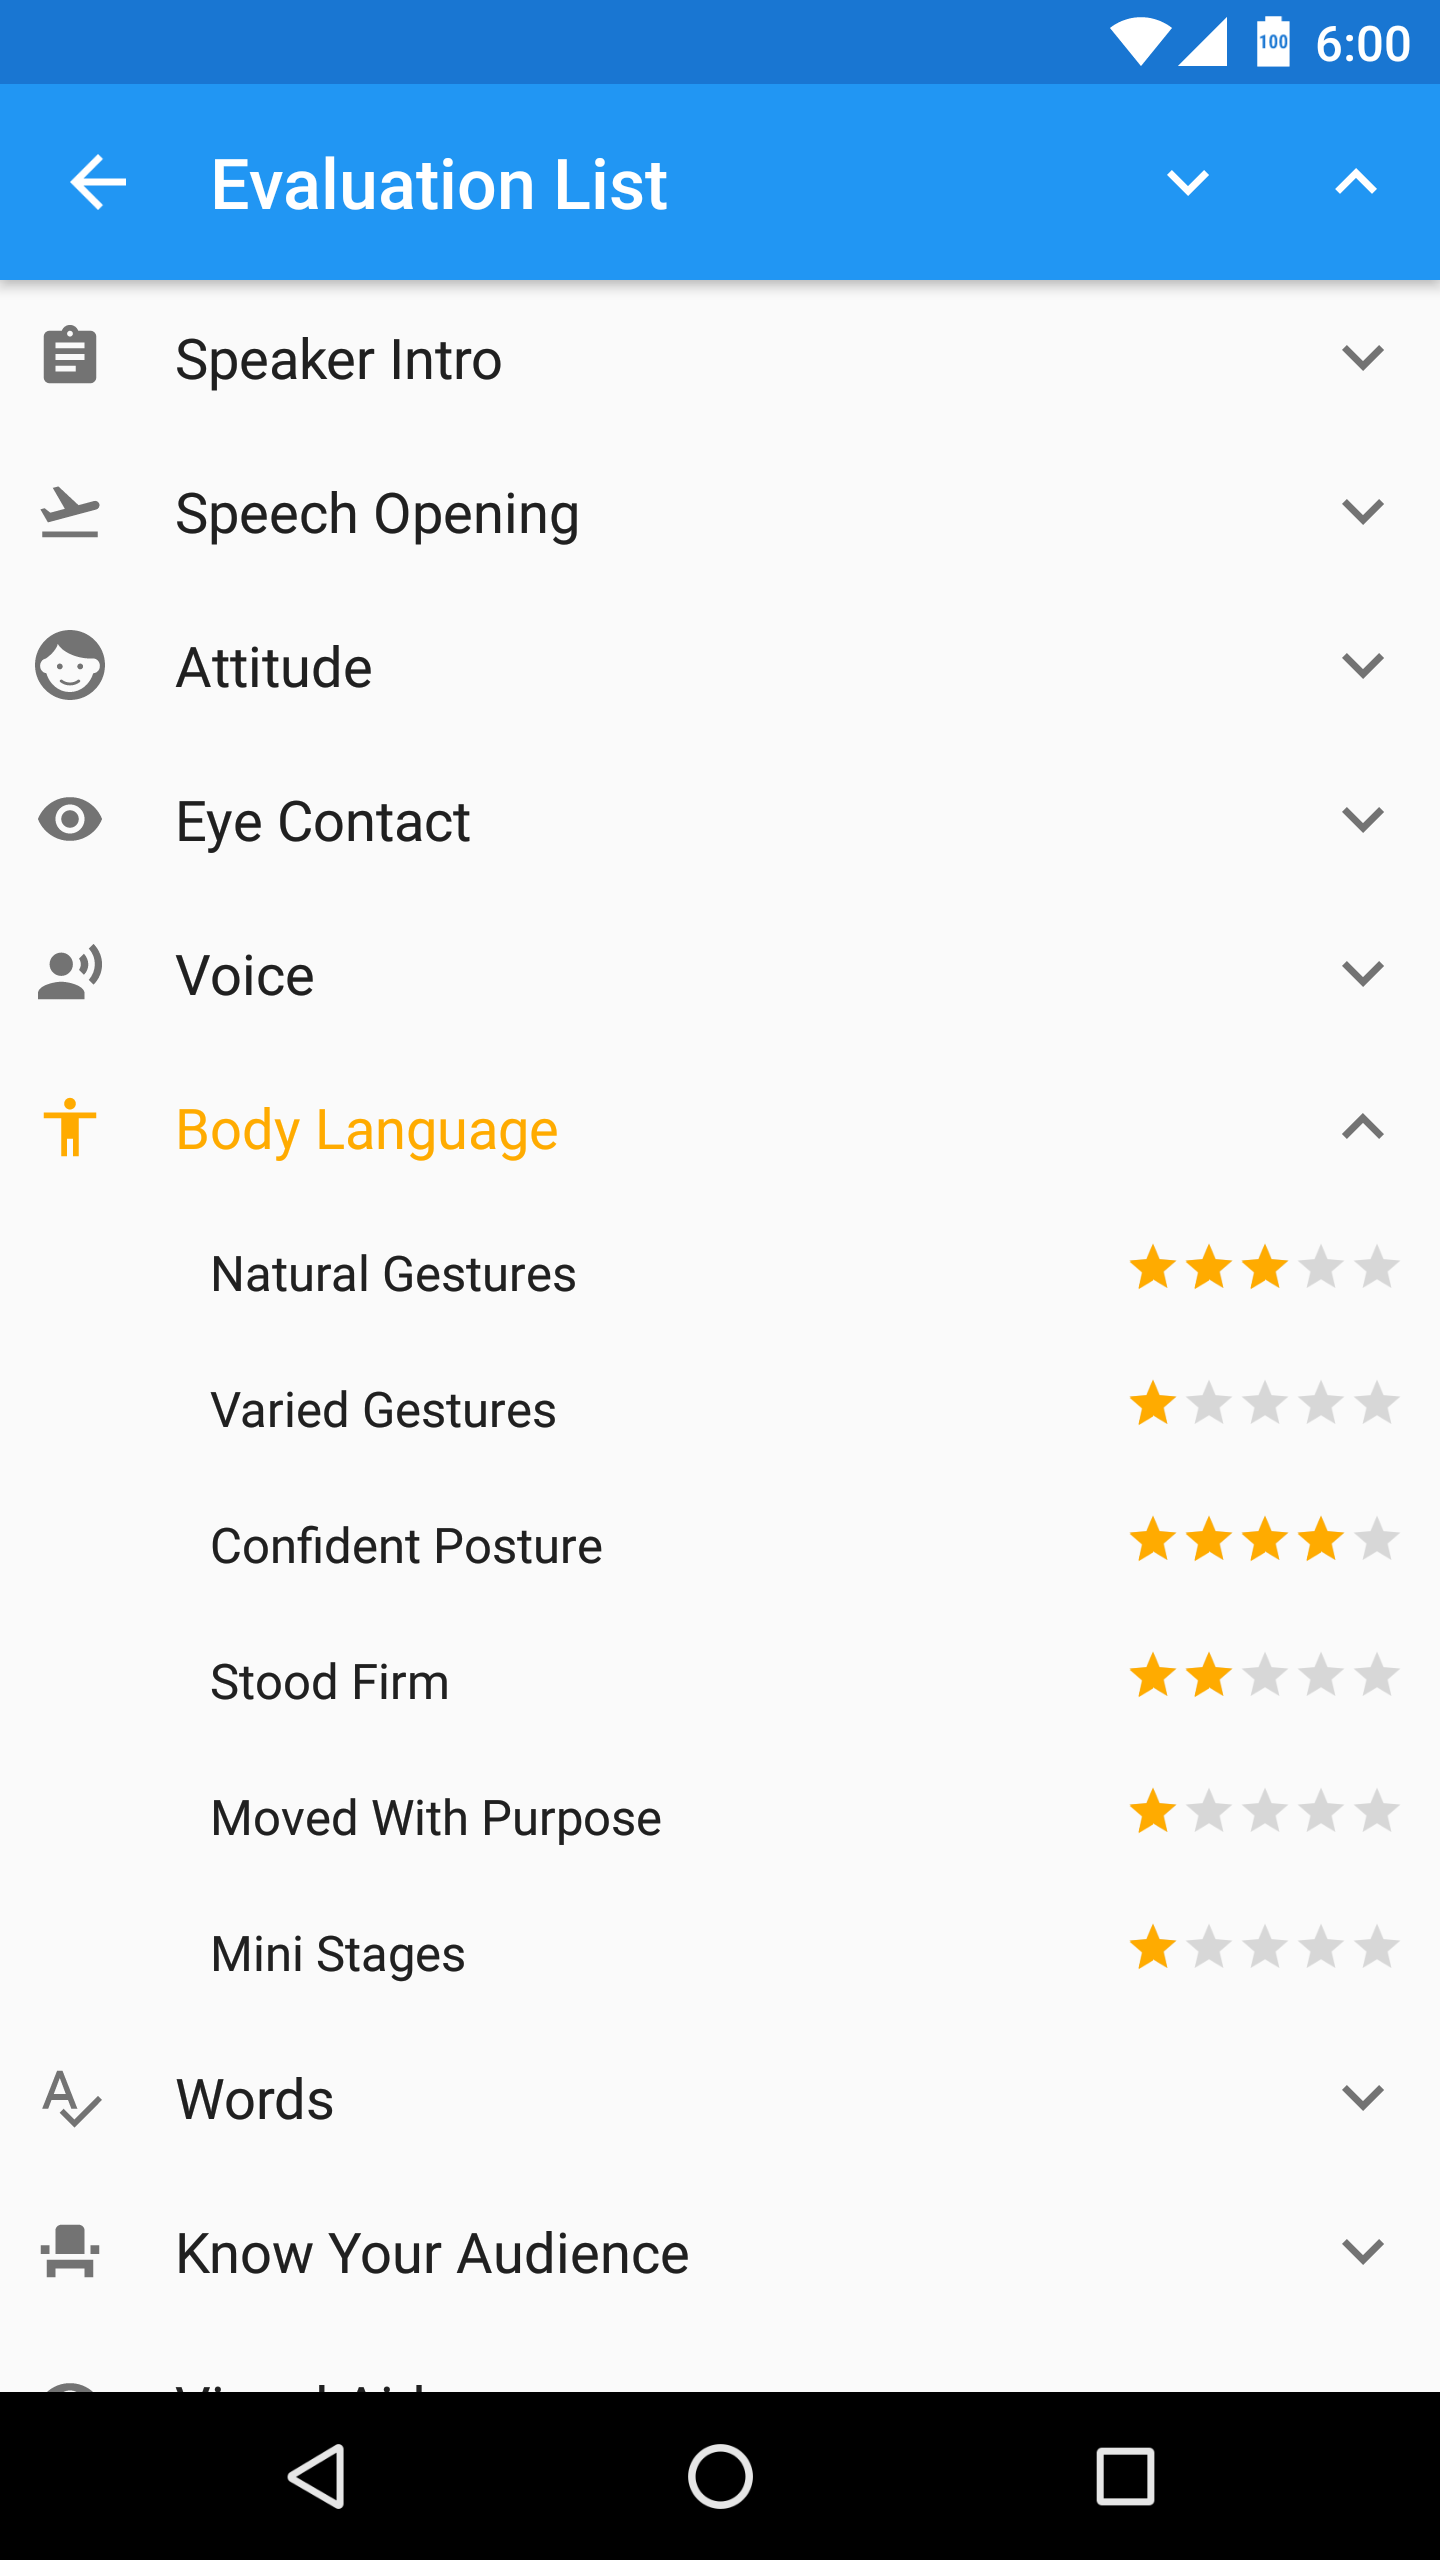 100 6:00
Evaluation List
Speaker Intro
Speech Opening
Attitude
Eye Contact
Voice
Body Language
Natural Gestures
Varied Gestures
Confident Posture
Stood Firm
Moved With Purpose
Mini Stages
Words
Know Your Audience